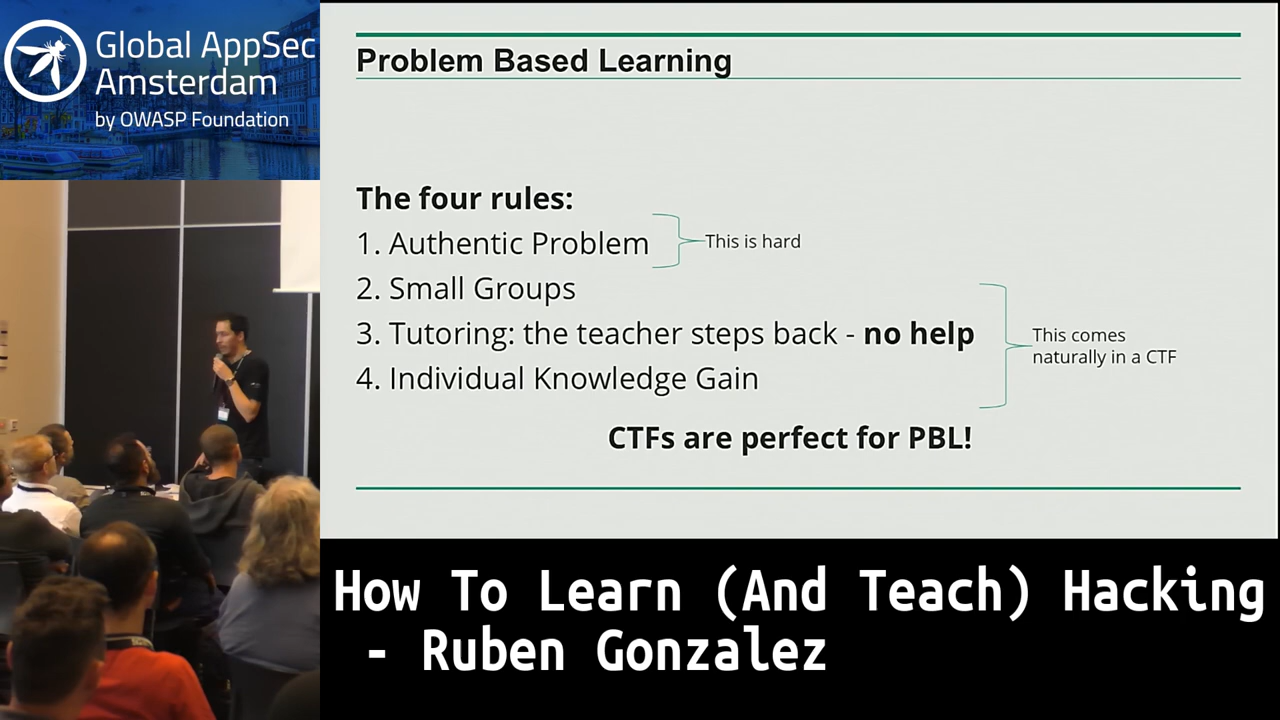 Global AppSec
Amsterdam
by OWASP Foundation
Problem Based Learning
The four rules:
1. Authentic Problem
This is hard
2. Small Groups
3. Tutoring: the teacher steps back - no help
4. Individual Knowledge Gain
This comes
naturally in a CTF
CTFs are perfect for PBL!
How To Learn (And Teach) Hacking
- Ruben Gonzalez